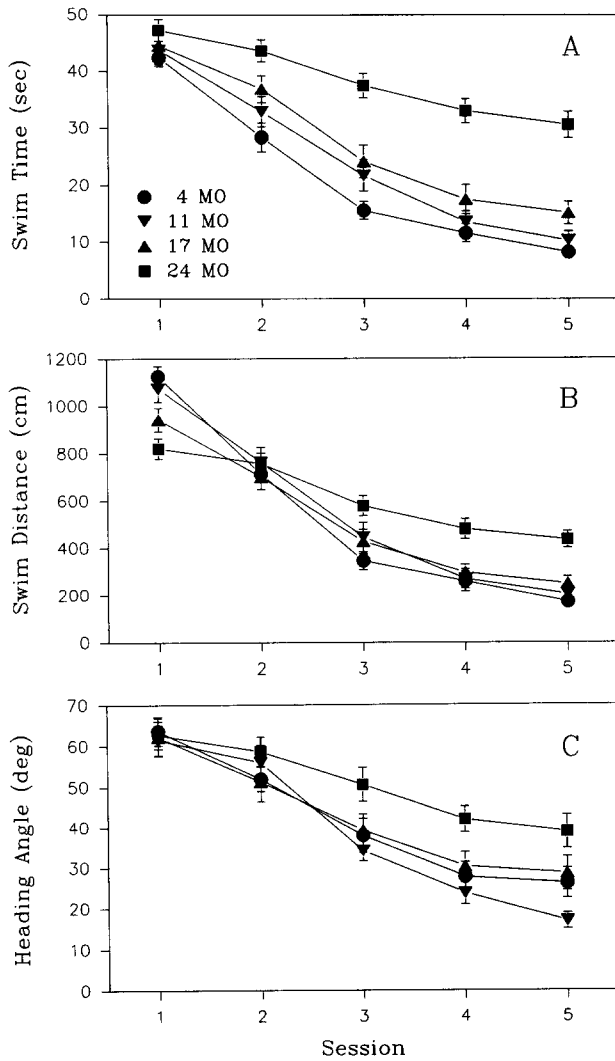 A
Swim Time (sec)
50
40
30
20
10
0
4 MO
11 MO
17 MO
24 MO
1 2 3 4 5
B
Swim Distance (cm)
1200
1000
800
600
400
200
0
1 2 3 4 5
C
Heading Angle (deg)
70
60
50
40
30
20
10
0
1 2 3 4 5
Session